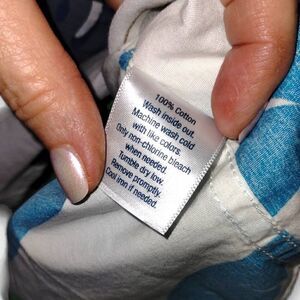 100% Cotton
Wash inside out.
Machine wash cold
with like colors.
Only non-chlorine bleach
when needed.
Tumble dry low.
Remove promptly.
Cool iron if needed.